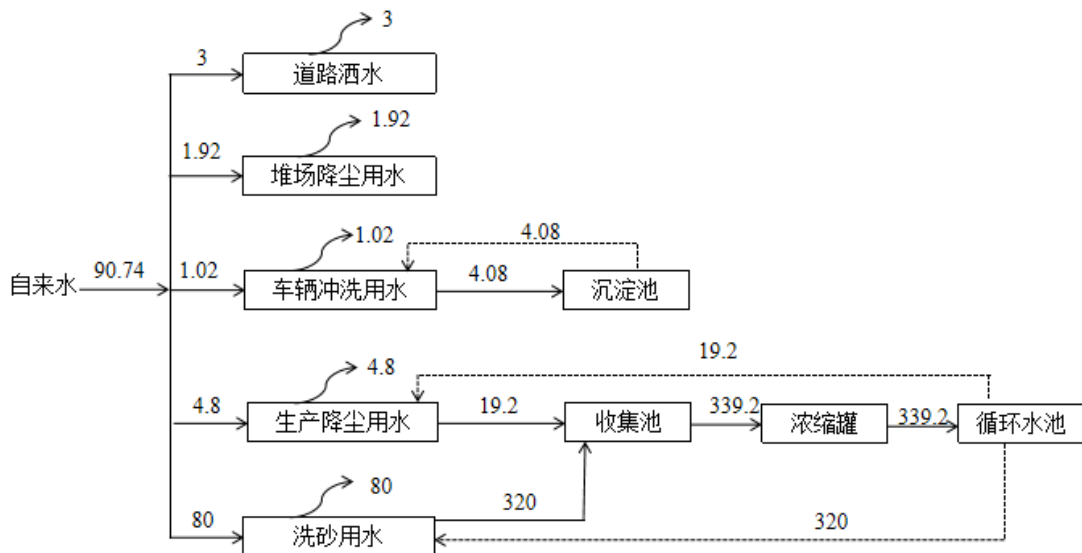 3
3
道路洒水
1.92
1.92
堆场降尘用水
1.02
4.08
自来水
90.74
1.02
车辆冲洗用水
4.08
沉淀池
19.2
4.8
4.8
生产降尘用水
19.2
收集池
339.2
浓缩罐
339.2
循环水池
80
320
320
80
洗砂用水